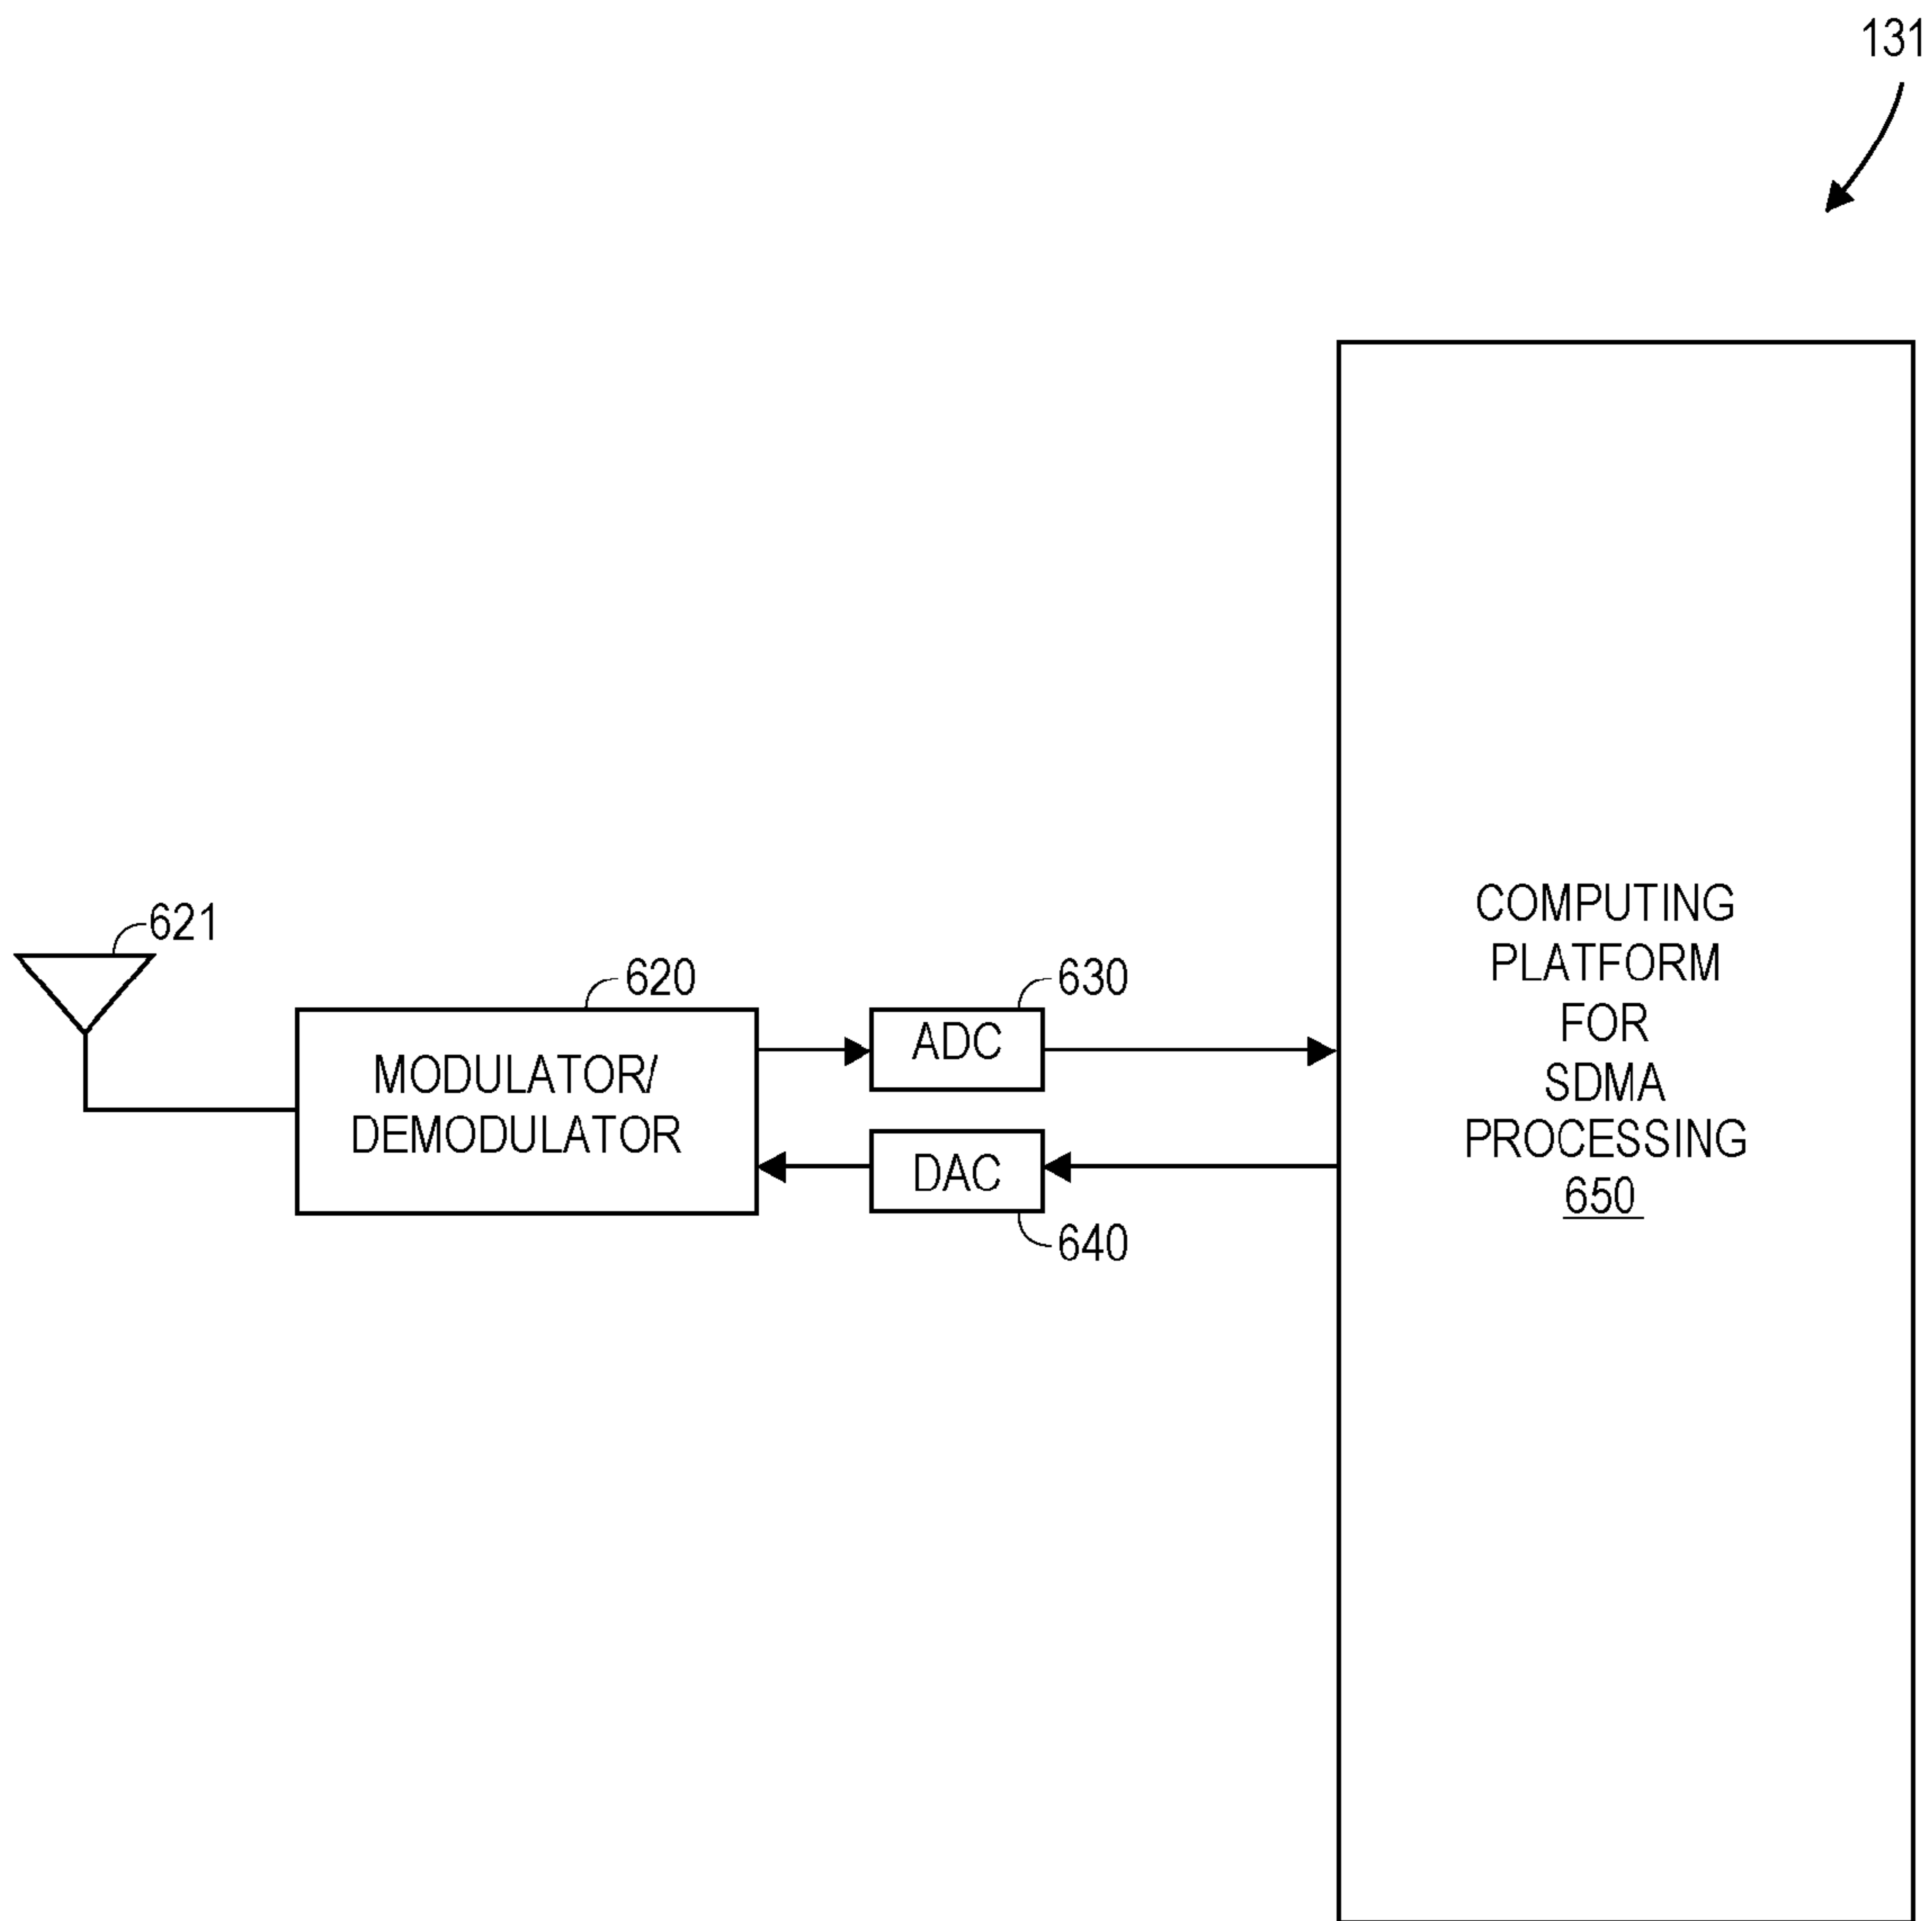 131
621
620
630
MODULATOR/
DEMODULATOR
ADC
DAC
640
COMPUTING
PLATFORM
FOR
SDMA
PROCESSING
650